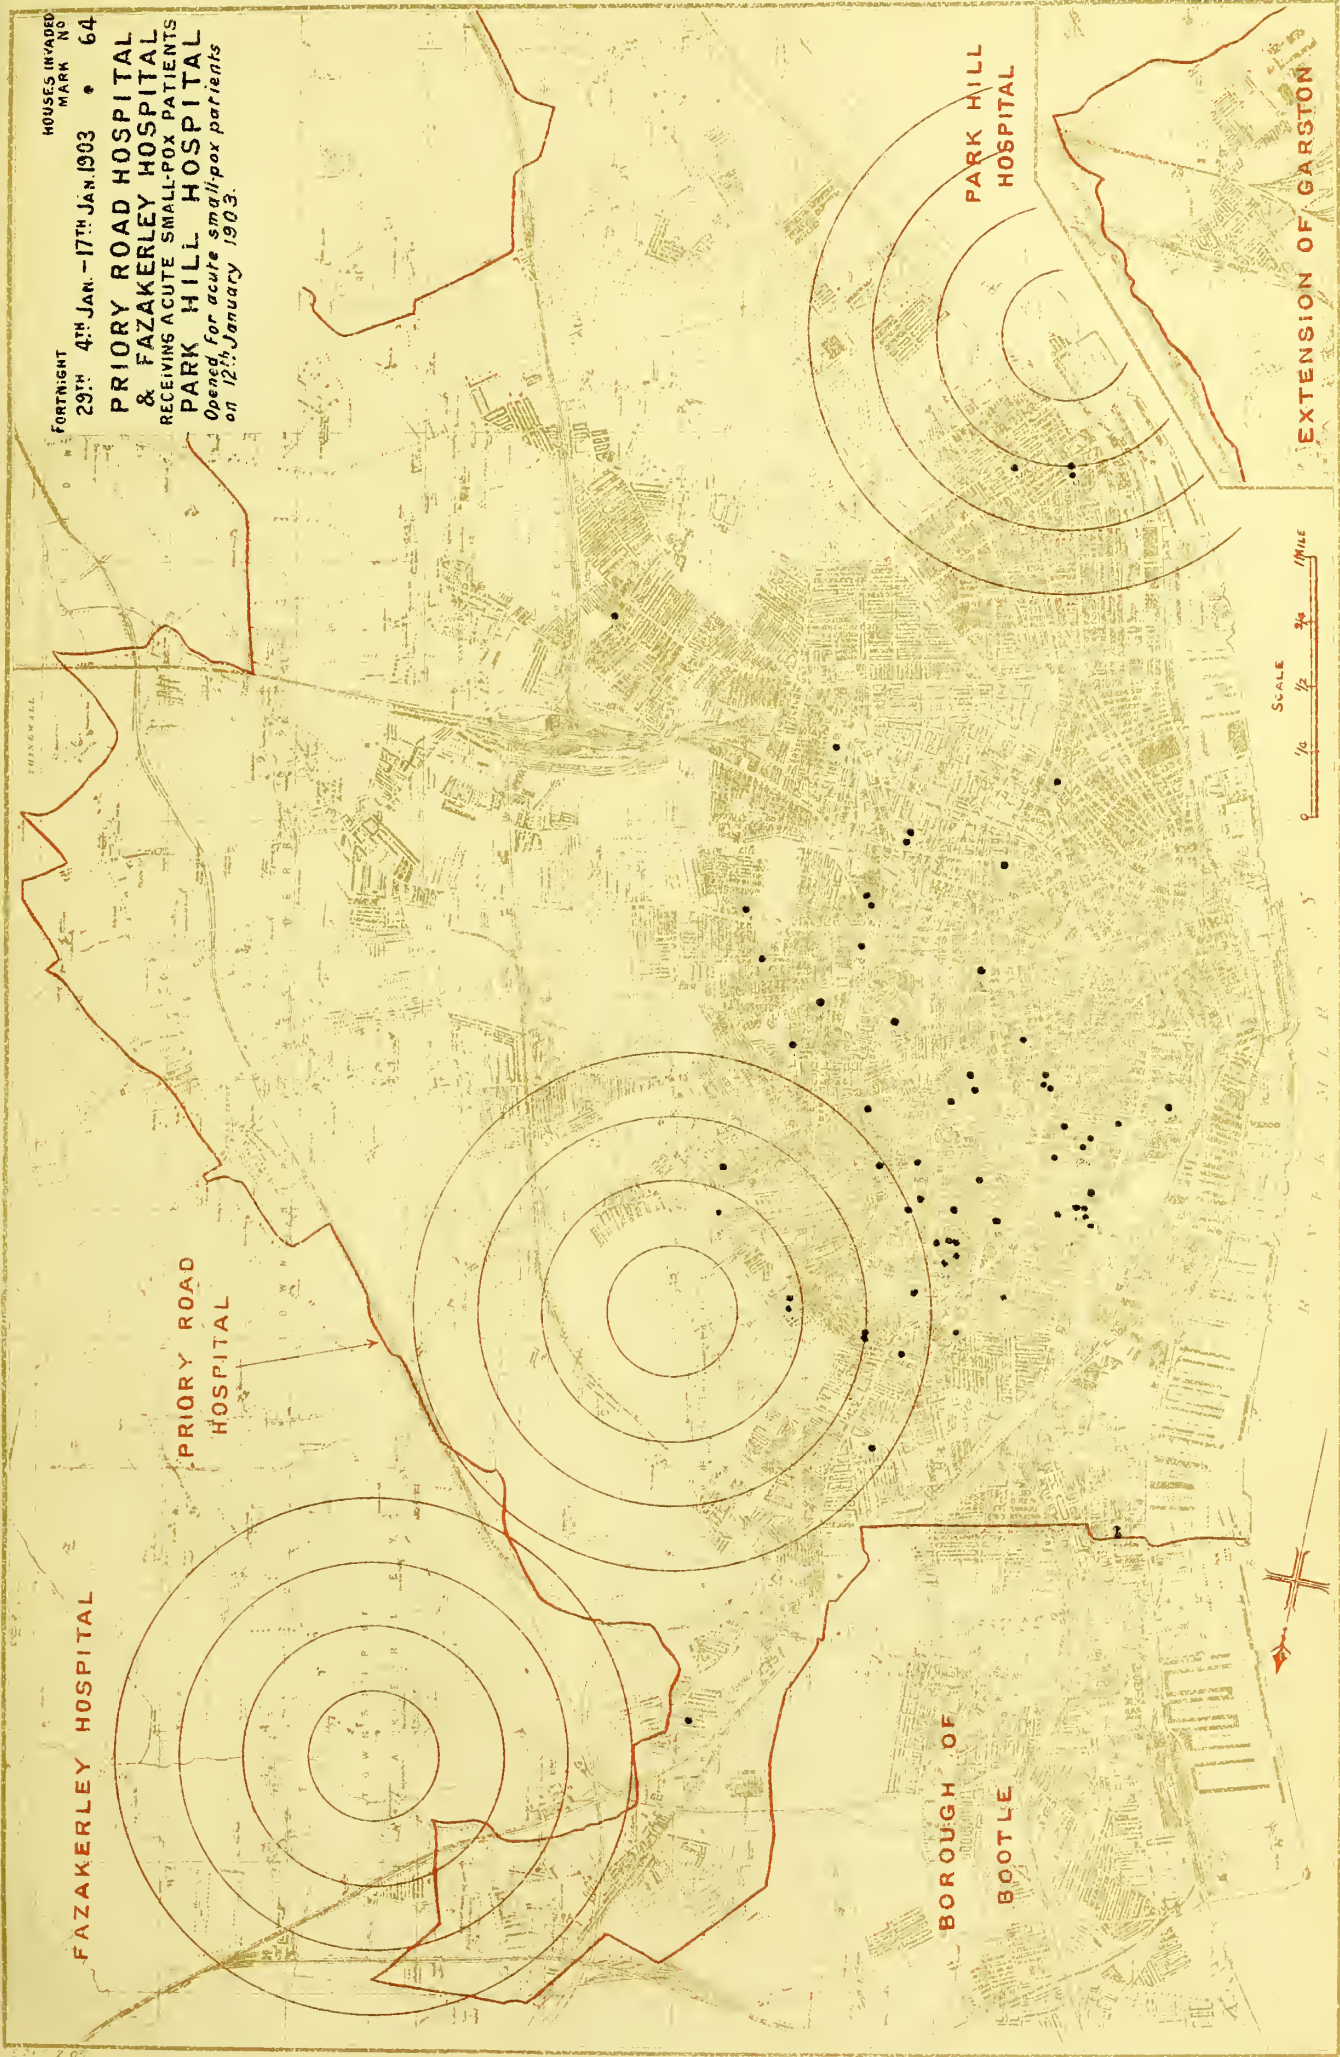 FORTNIGHT HOUSES INVADED
MARK NO
29TH 4TH JAN.–17TH JAN. 1903 • 64
PRIORY ROAD HOSPITAL
& FAZAKERLEY HOSPITAL
RECEIVING ACUTE SMALL-POX PATIENTS
PARK HILL HOSPITAL
Opened for acute small-pox patients
on 12th January 1903.
FAZAKERLEY HOSPITAL
PRIORY ROAD
HOSPITAL
PARK HILL
HOSPITAL
EXTENSION OF GARSTON
BOROUGH OF
BOOTLE
SCALE
0 1/4 1/2 3/4 1 MILE
THINGWALL